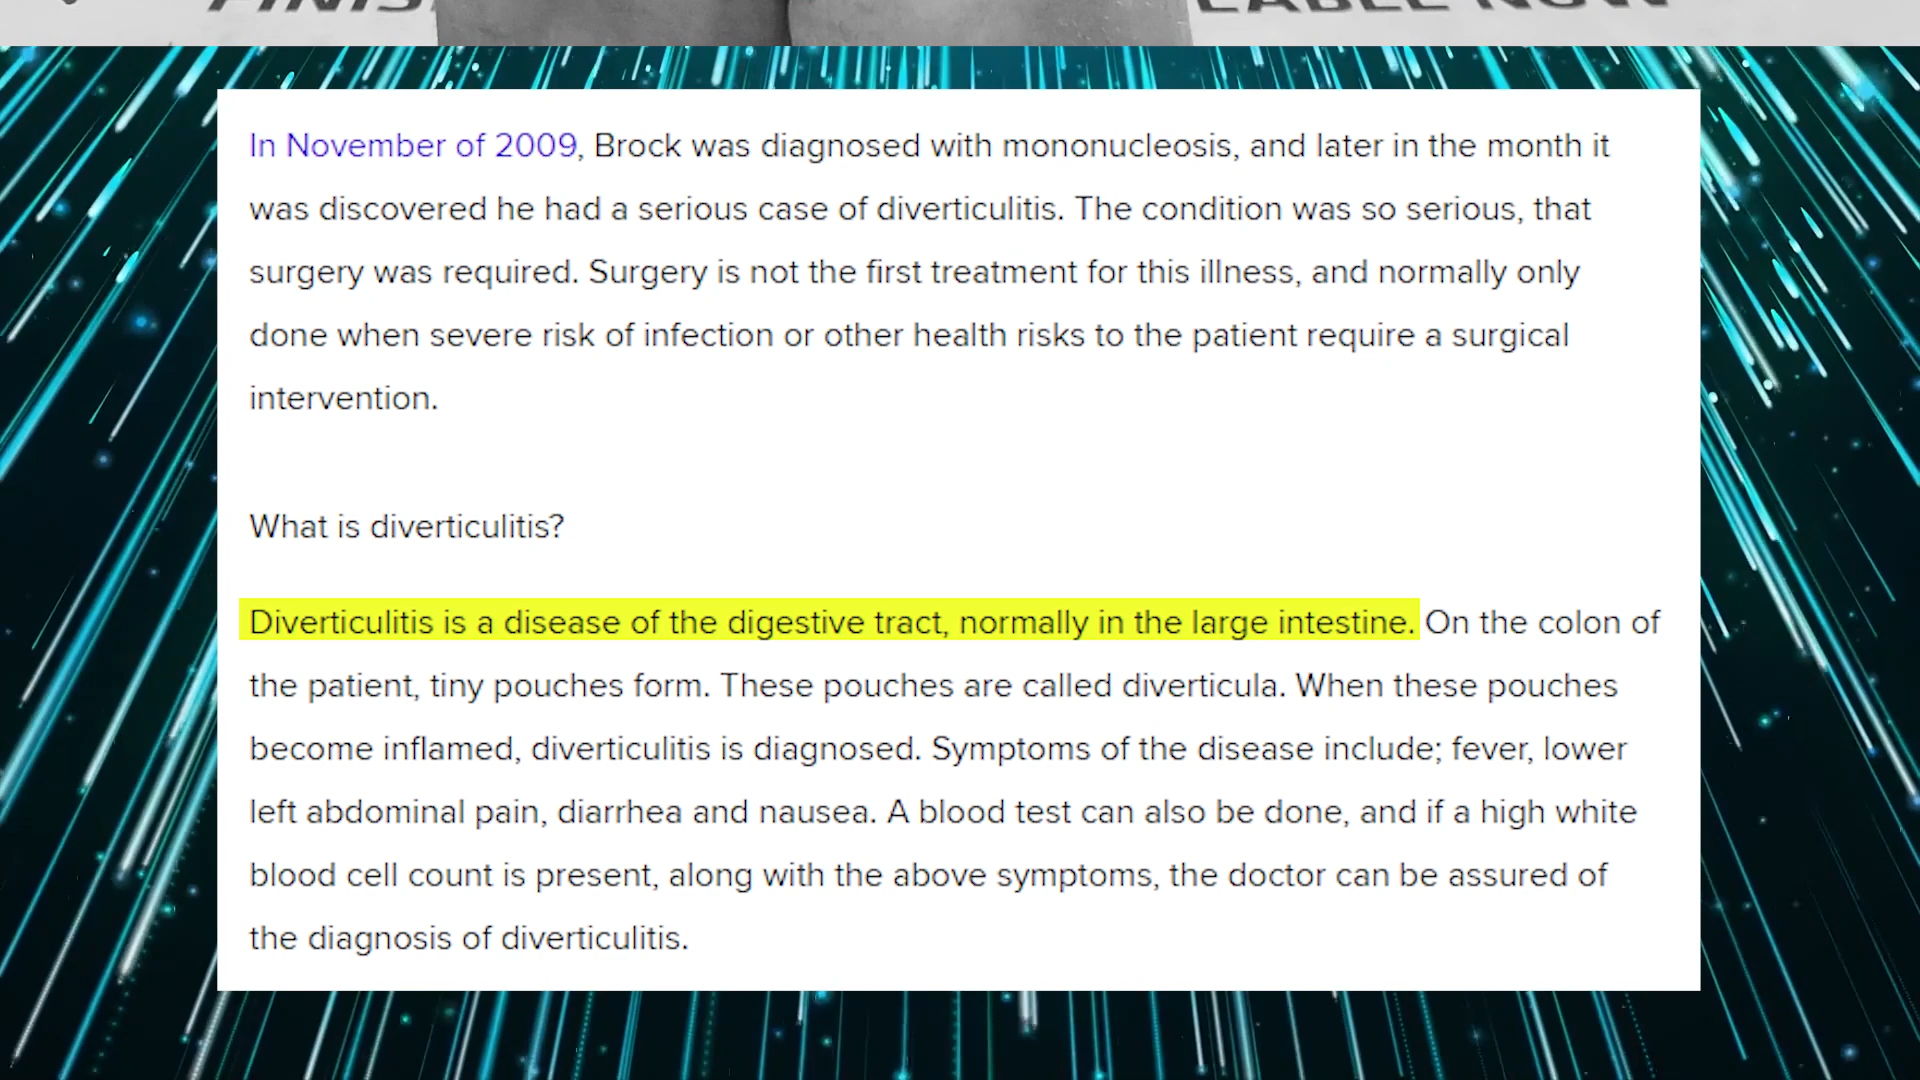 In November of 2009, Brock was diagnosed with mononucleosis, and later in the month it
was discovered he had a serious case of diverticulitis. The condition was so serious, that
surgery was required. Surgery is not the first treatment for this illness, and normally only
done when severe risk of infection or other health risks to the patient require a surgical
intervention.
What is diverticulitis?
Diverticulitis is a disease of the digestive tract, normally in the large intestine. On the colon of
the patient, tiny pouches form. These pouches are called diverticula. When these pouches
become inflamed, diverticulitis is diagnosed. Symptoms of the disease include; fever, lower
left abdominal pain, diarrhea and nausea. A blood test can also be done, and if a high white
blood cell count is present, along with the above symptoms, the doctor can be assured of
the diagnosis of diverticulitis.